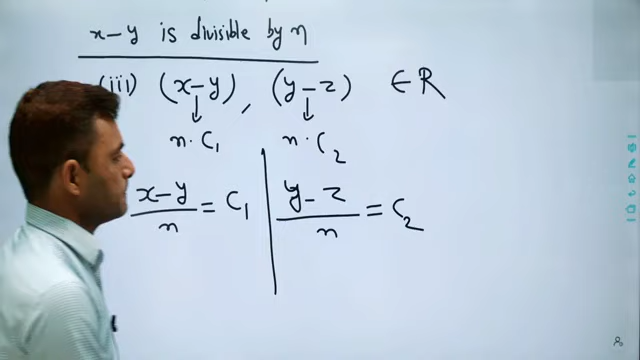 x-y is divisible by n
(iii) (x-y), (y-z) ∈ R
n·C₁ n·C₂
x-y/n = C₁ | y-z/n = C₂